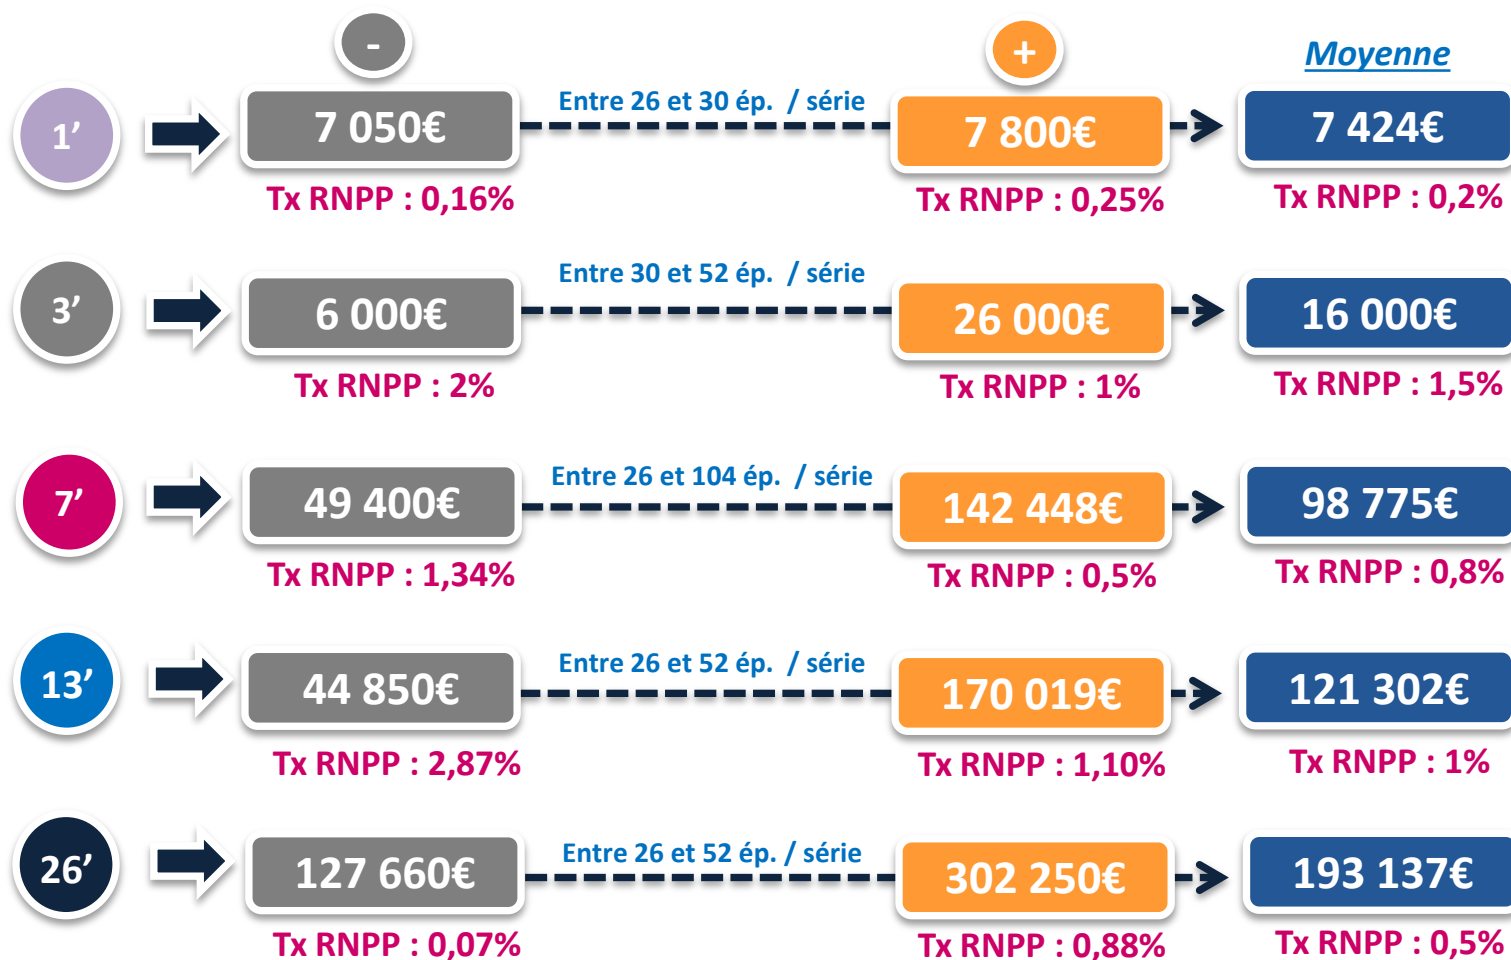 -
+
Moyenne
1’
7 050€
Entre 26 et 30 ép. / série
7 800€
7 424€
Tx RNPP : 0,16%
Tx RNPP : 0,25%
Tx RNPP : 0,2%
3’
6 000€
Entre 30 et 52 ép. / série
26 000€
16 000€
Tx RNPP : 2%
Tx RNPP : 1%
Tx RNPP : 1,5%
7’
49 400€
Entre 26 et 104 ép. / série
142 448€
98 775€
Tx RNPP : 1,34%
Tx RNPP : 0,5%
Tx RNPP : 0,8%
13’
44 850€
Entre 26 et 52 ép. / série
170 019€
121 302€
Tx RNPP : 2,87%
Tx RNPP : 1,10%
Tx RNPP : 1%
26’
127 660€
Entre 26 et 52 ép. / série
302 250€
193 137€
Tx RNPP : 0,07%
Tx RNPP : 0,88%
Tx RNPP : 0,5%